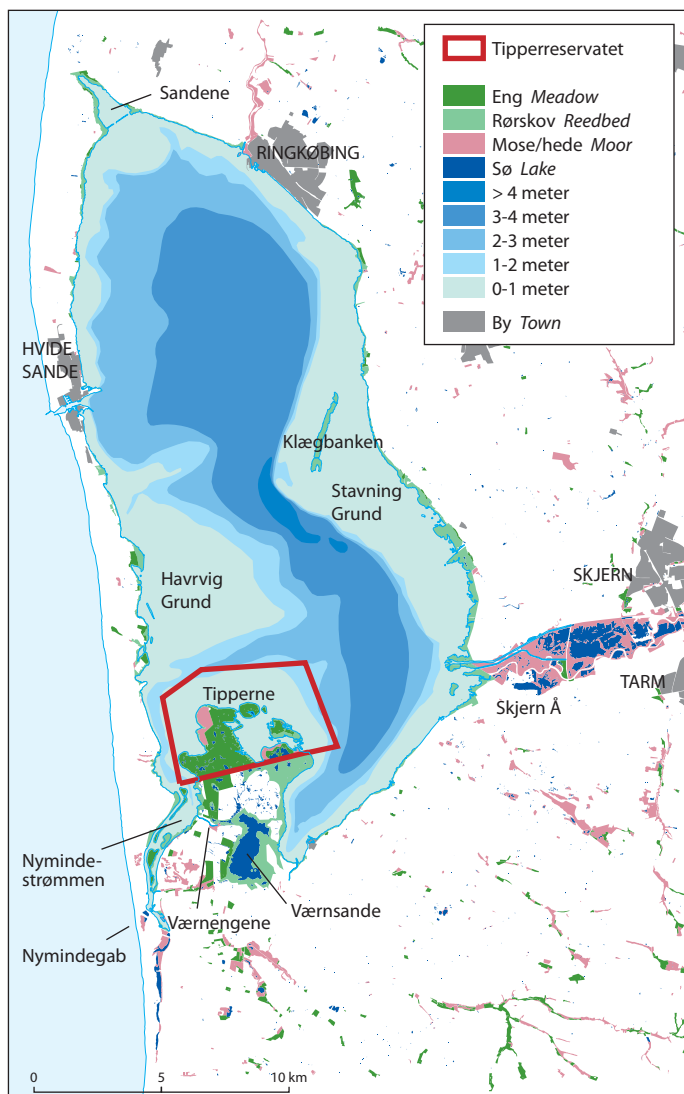 Tipperreservatet
Eng Meadow
Rørskov Reedbed
Mose/hede Moor
Sø Lake
> 4 meter
3-4 meter
2-3 meter
1-2 meter
0-1 meter
By Town
Sandene
RINGKØBING
HVIDE
SANDE
Klægbanken
Stavning
Grund
Havrvig
Grund
SKJERN
TARM
Skjern Å
Tipperne
Nyminde-
strømmen
Værnengene
Værnsande
Nymindegab
0 5 10 km